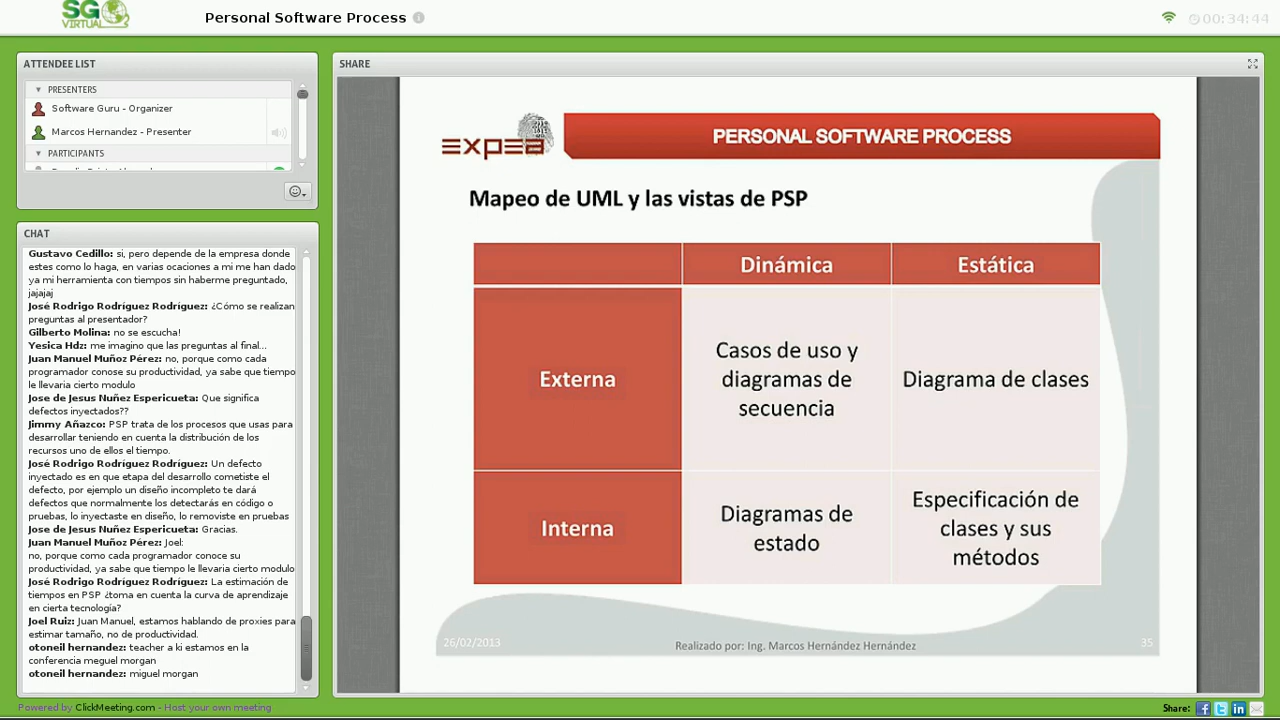 SG
VIRTUAL
Personal Software Process
00:34:44
ATTENDEE LIST
PRESENTERS
Software Guru - Organizer
Marcos Hernandez - Presenter
PARTICIPANTS
CHAT
Gustavo Cedillo: si, pero depende de la empresa donde
estes como lo haga, en varias ocaciones a mi me han dado
ya mi herramienta con tiempos sin haberme preguntado,
jajajaj
José Rodrigo Rodríguez Rodríguez: ¿Cómo se realizan
preguntas al presentador?
Gilberto Molina: no se escucha!
Yesica Hdz: me imagino que las preguntas al final...
Juan Manuel Muñoz Pérez: no, porque como cada
programador conose su productividad, ya sabe que tiempo
le llevaria cierto modulo
Jose de Jesus Nuñez Espericueta: Que significa
defectos inyectados??
Jimmy Añazco: PSP trata de los procesos que usas para
desarrollar teniendo en cuenta la distribución de los
recursos uno de ellos el tiempo.
José Rodrigo Rodríguez Rodríguez: Un defecto
inyectado es en que etapa del desarrollo cometiste el
defecto, por ejemplo un diseño incompleto te dará
defectos que normalmente los detectarás en código o
pruebas, lo inyectaste en diseño, lo removiste en pruebas
Jose de Jesus Nuñez Espericueta: Gracias.
Juan Manuel Muñoz Pérez: Joel:
no, porque como cada programador conoce su
productividad, ya sabe que tiempo le llevaria cierto modulo
José Rodrigo Rodríguez Rodríguez: La estimación de
tiempos en PSP ¿toma en cuenta la curva de aprendizaje
en cierta tecnología?
Joel Ruiz: Juan Manuel, estamos hablando de proxies para
estimar tamaño, no de productividad.
otoneil hernandez: teacher a ki estamos en la
conferencia meguel morgan
otoneil hernandez: miguel morgan
SHARE
PERSONAL SOFTWARE PROCESS
Mapeo de UML y las vistas de PSP
Dinámica
Estática
Externa
Casos de uso y
diagramas de
secuencia
Diagrama de clases
Interna
Diagramas de
estado
Especificación de
clases y sus
métodos
26/02/2013
Realizado por: Ing. Marcos Hernández Hernández
35
Powered by ClickMeeting.com - Host your own meeting
Share: